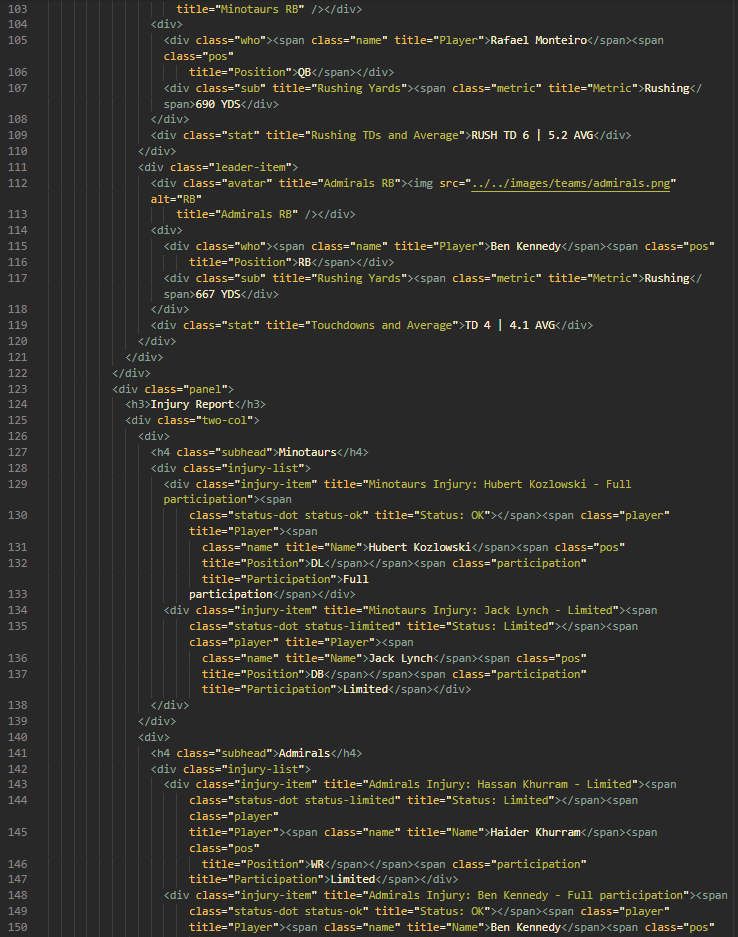 103 title="Minotaurs RB" /></div>
104 <div>
105 <div class="who"><span class="name" title="Player">Rafael Monteiro</span><span
class="pos"
106 title="Position">QB</span></div>
107 <div class="sub" title="Rushing Yards"><span class="metric" title="Metric">Rushing</
span>690 YDS</div>
108 </div>
109 <div class="stat" title="Rushing TDs and Average">RUSH TD 6 | 5.2 AVG</div>
110 </div>
111 <div class="leader-item">
112 <div class="avatar" title="Admirals RB"><img src="../../images/teams/admirals.png"
alt="RB"
113 title="Admirals RB" /></div>
114 <div>
115 <div class="who"><span class="name" title="Player">Ben Kennedy</span><span class="pos"
116 title="Position">RB</span></div>
117 <div class="sub" title="Rushing Yards"><span class="metric" title="Metric">Rushing</
span>667 YDS</div>
118 </div>
119 <div class="stat" title="Touchdowns and Average">TD 4 | 4.1 AVG</div>
120 </div>
121 </div>
122 </div>
123 <div class="panel">
124 <h3>Injury Report</h3>
125 <div class="two-col">
126 <div>
127 <h4 class="subhead">Minotaurs</h4>
128 <div class="injury-list">
129 <div class="injury-item" title="Minotaurs Injury: Hubert Kozlowski - Full
participation"><span
130 class="status-dot status-ok" title="Status: OK"></span><span class="player"
title="Player"><span
131 class="name" title="Name">Hubert Kozlowski</span><span class="pos"
132 title="Position">DL</span></span><span class="participation"
title="Participation">Full
133 participation</span></div>
134 <div class="injury-item" title="Minotaurs Injury: Jack Lynch - Limited"><span
135 class="status-dot status-limited" title="Status: Limited"></span><span
class="player" title="Player"><span
136 class="name" title="Name">Jack Lynch</span><span class="pos"
137 title="Position">DB</span></span><span class="participation"
title="Participation">Limited</span></div>
138 </div>
139 </div>
140 <div>
141 <h4 class="subhead">Admirals</h4>
142 <div class="injury-list">
143 <div class="injury-item" title="Admirals Injury: Hassan Khurram - Limited"><span
144 class="status-dot status-limited" title="Status: Limited"></span><span
class="player"
145 title="Player"><span class="name" title="Name">Haider Khurram</span><span
class="pos"
146 title="Position">WR</span></span><span class="participation"
147 title="Participation">Limited</span></div>
148 <div class="injury-item" title="Admirals Injury: Ben Kennedy - Full participation"><span
149 class="status-dot status-ok" title="Status: OK"></span><span class="player"
150 title="Player"><span class="name" title="Name">Ben Kennedy</span><span class="pos"